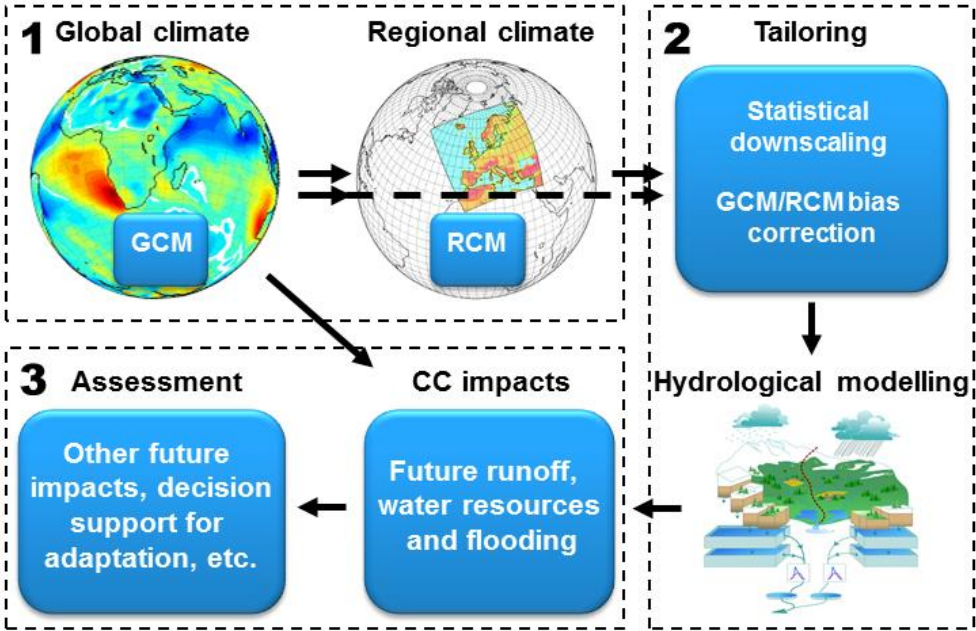 1 Global climate
Regional climate
GCM
RCM
2 Tailoring
Statistical
downscaling
GCM/RCM bias
correction
Hydrological modelling
3 Assessment
Other future
impacts, decision
support for
adaptation, etc.
CC impacts
Future runoff,
water resources
and flooding